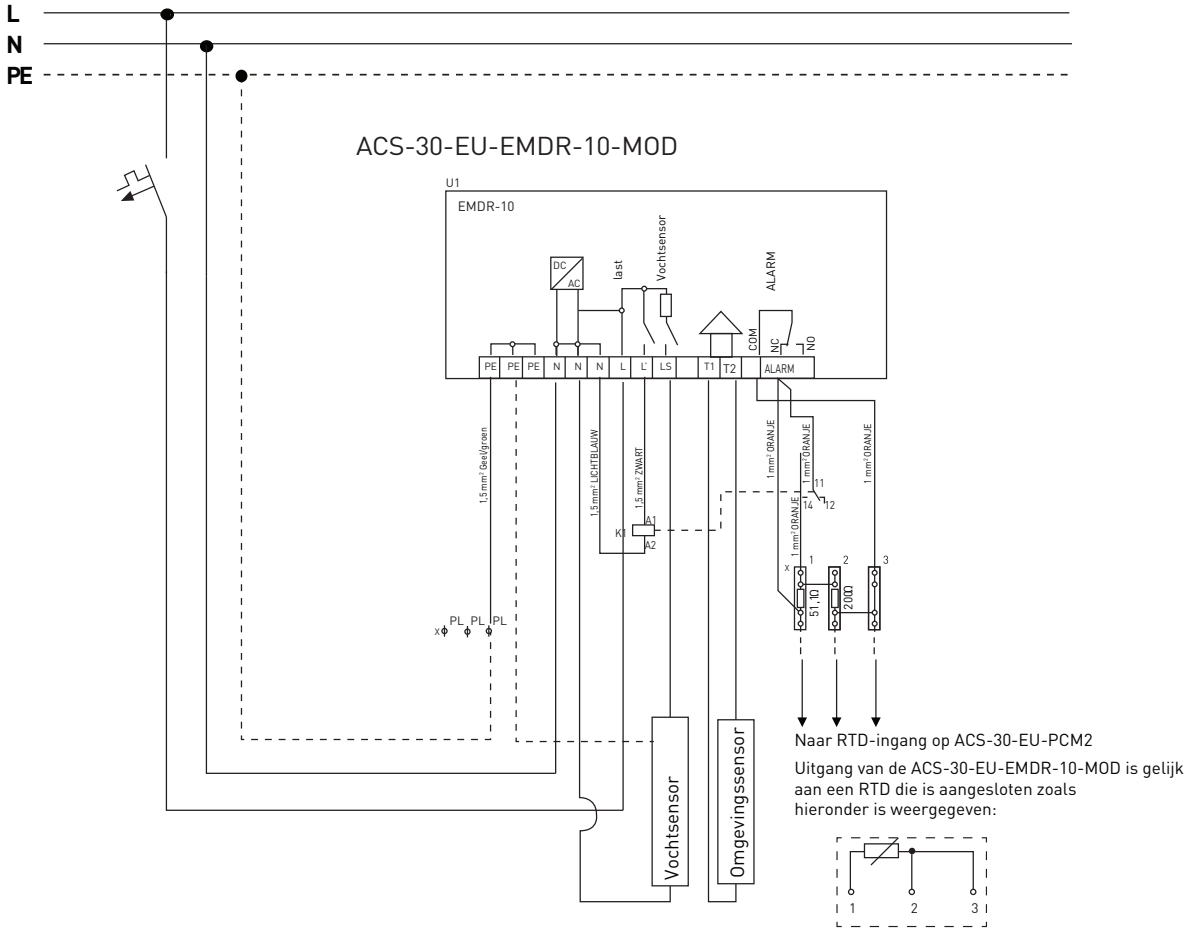 L
N
PE
ACS-30-EU-EMDR-10-MOD
U1
EMDR-10
DC
AC
last
Vochtsensor
ALARM
COM
NC
NO
PE PE PE N N N L L' LS T1 T2 ALARM
1,5 mm² Geel/groen
1,5 mm² LICHTBLAUW
1,5 mm² ZWART
1 mm² ORANJE
1 mm² ORANJE
1 mm² ORANJE
1 mm² ORANJE
11
14 12
K1
A1
A2
x 1 2 3
51,1Ω
200Ω
x PL PL PL
Vochtsensor
Omgevingssensor
Naar RTD-ingang op ACS-30-EU-PCM2
Uitgang van de ACS-30-EU-EMDR-10-MOD is gelijk
aan een RTD die is aangesloten zoals
hieronder is weergegeven:
1 2 3